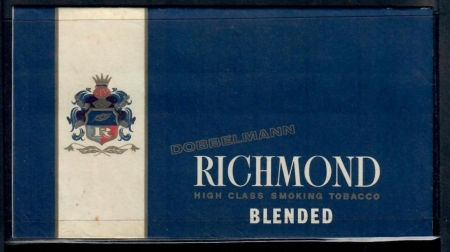 R
DOBBELMANN
RICHMOND
HIGH CLASS SMOKING TOBACCO
BLENDED